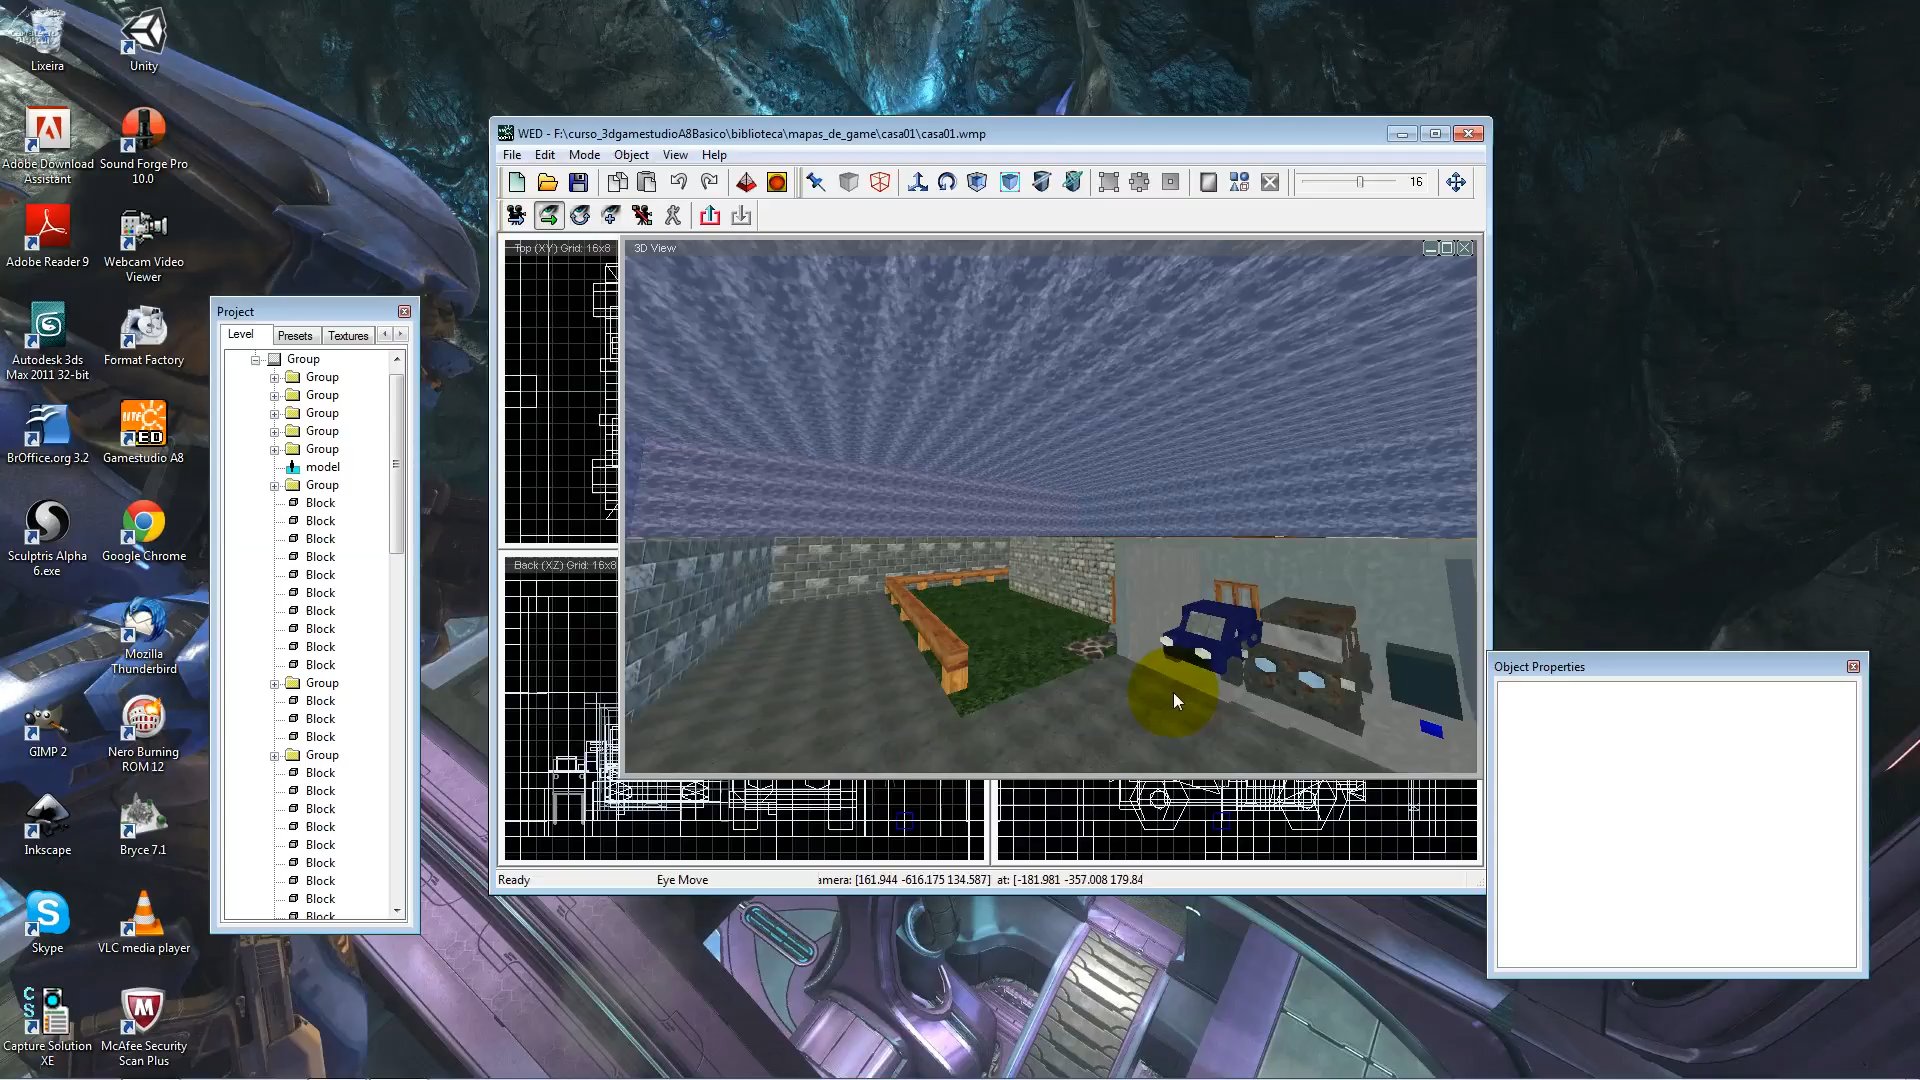 Lixeira
Unity
Adobe Download
Assistant
Sound Forge Pro
10.0
Adobe Reader 9
Webcam Video
Viewer
Autodesk 3ds
Max 2011 32-bit
Format Factory
BrOffice.org 3.2
Gamestudio A8
Sculptris Alpha
6.exe
Google Chrome
Mozilla
Thunderbird
GIMP 2
Nero Burning
ROM 12
Inkscape
Bryce 7.1
Skype
VLC media player
Capture Solution
XE
McAfee Security
Scan Plus
Project
Level
Presets
Textures
Group
Group
Group
Group
Group
Group
model
Group
Block
Block
Block
Block
Block
Block
Block
Block
Block
Block
Group
Block
Block
Block
Group
Block
Block
Block
Block
Block
Block
Block
Block
Block
WED - F:\curso_3dgamestudioA8Basico\biblioteca\mapas_de_game\casa01\casa01.wmp
File Edit Mode Object View Help
16
Top (XY) Grid: 16x8
3D View
Back (XZ) Grid: 16x8
Ready
Eye Move
amera: [161.944 -616.175 134.587] at: [-181.981 -357.008 179.84
Object Properties